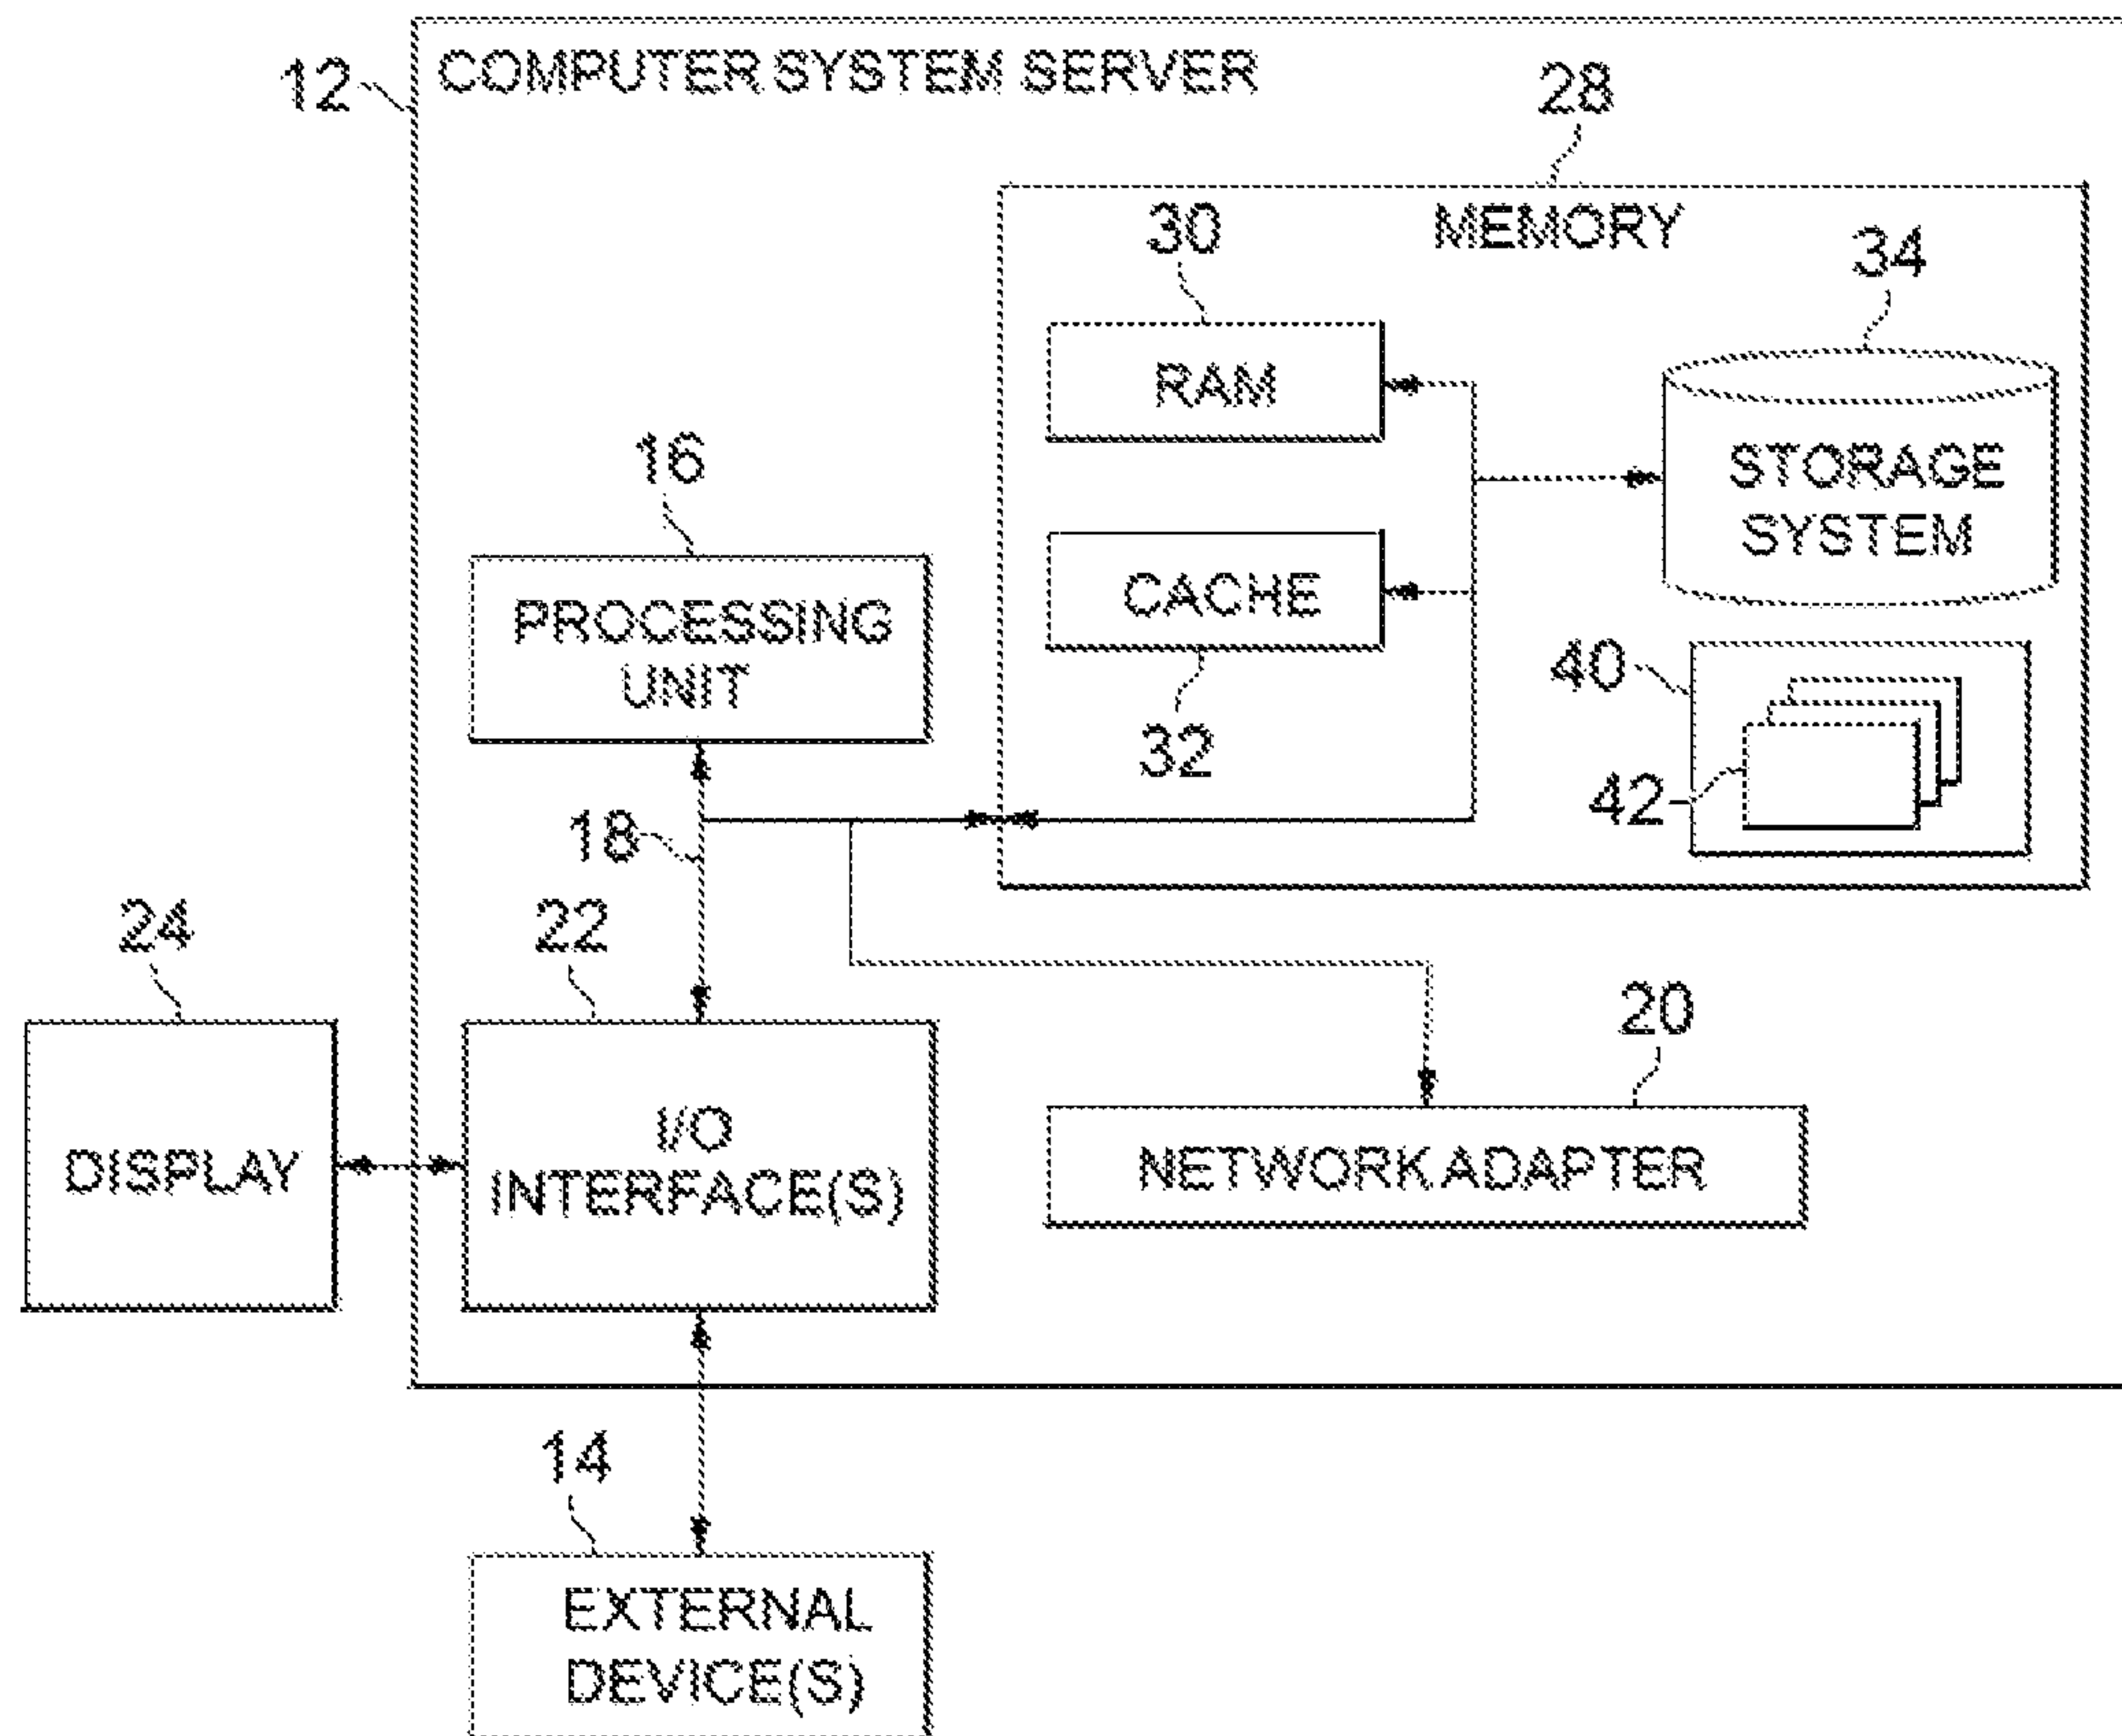 12
COMPUTER SYSTEM SERVER
28
MEMORY
30
34
RAM
STORAGE
SYSTEM
16
PROCESSING
UNIT
CACHE
32
40
42
18
24
22
20
DISPLAY
I/O
INTERFACE(S)
NETWORK ADAPTER
14
EXTERNAL
DEVICE(S)